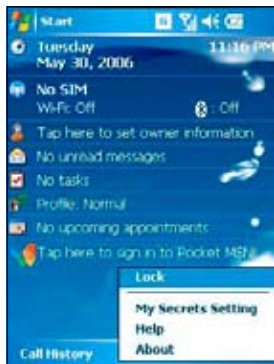 Start
Tuesday
11:16 PM
May 30, 2006
No SIM
Wi-Fi: Off
: Off
Tap here to set owner information
No unread messages
No tasks
Profile: Normal
No upcoming appointments
Tap here to sign in to Pocket MSN!
Lock
My Secrets Setting
Help
About
Call History